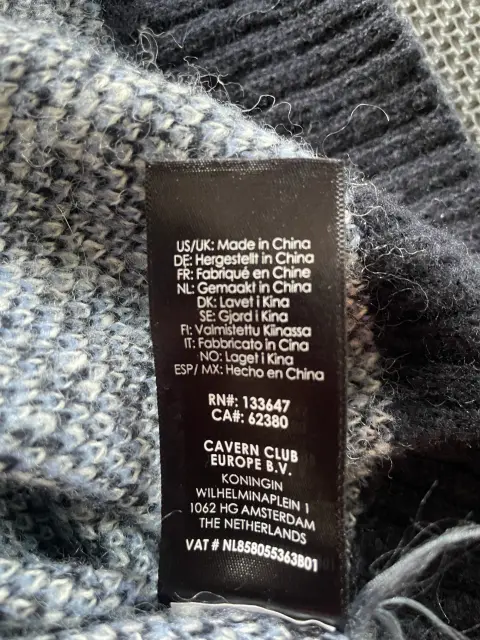 US/UK: Made in China
DE: Hergestellt in China
FR: Fabriqué en Chine
NL: Gemaakt in China
DK: Lavet i Kina
SE: Gjord i Kina
FI: Valmistettu Kiinassa
IT: Fabbricato in Cina
NO: Laget i Kina
ESP/ MX: Hecho en China
RN#: 133647
CA#: 62380
CAVERN CLUB
EUROPE B.V.
KONINGIN
WILHELMINAPLEIN 1
1062 HG AMSTERDAM
THE NETHERLANDS
VAT # NL858055363B01